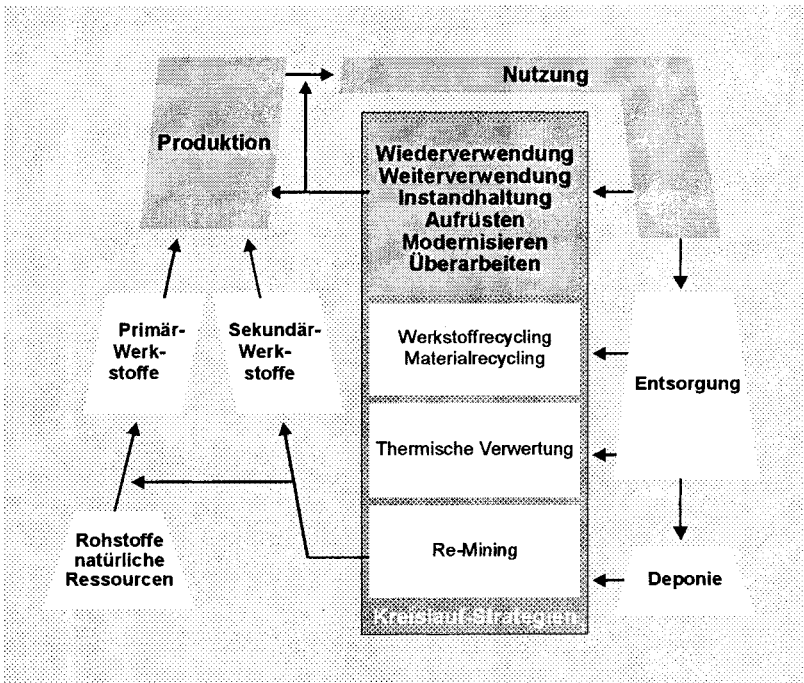 Nutzung
Produktion
Wiederverwendung
Weiterverwendung
Instandhaltung
Aufrüsten
Modernisieren
Überarbeiten
Primär-
Werk-
stoffe
Sekundär-
Werk-
stoffe
Werkstoffrecycling
Materialrecycling
Entsorgung
Thermische Verwertung
Rohstoffe
natürliche
Ressourcen
Re-Mining
Deponie
Kreislauf-Strategien